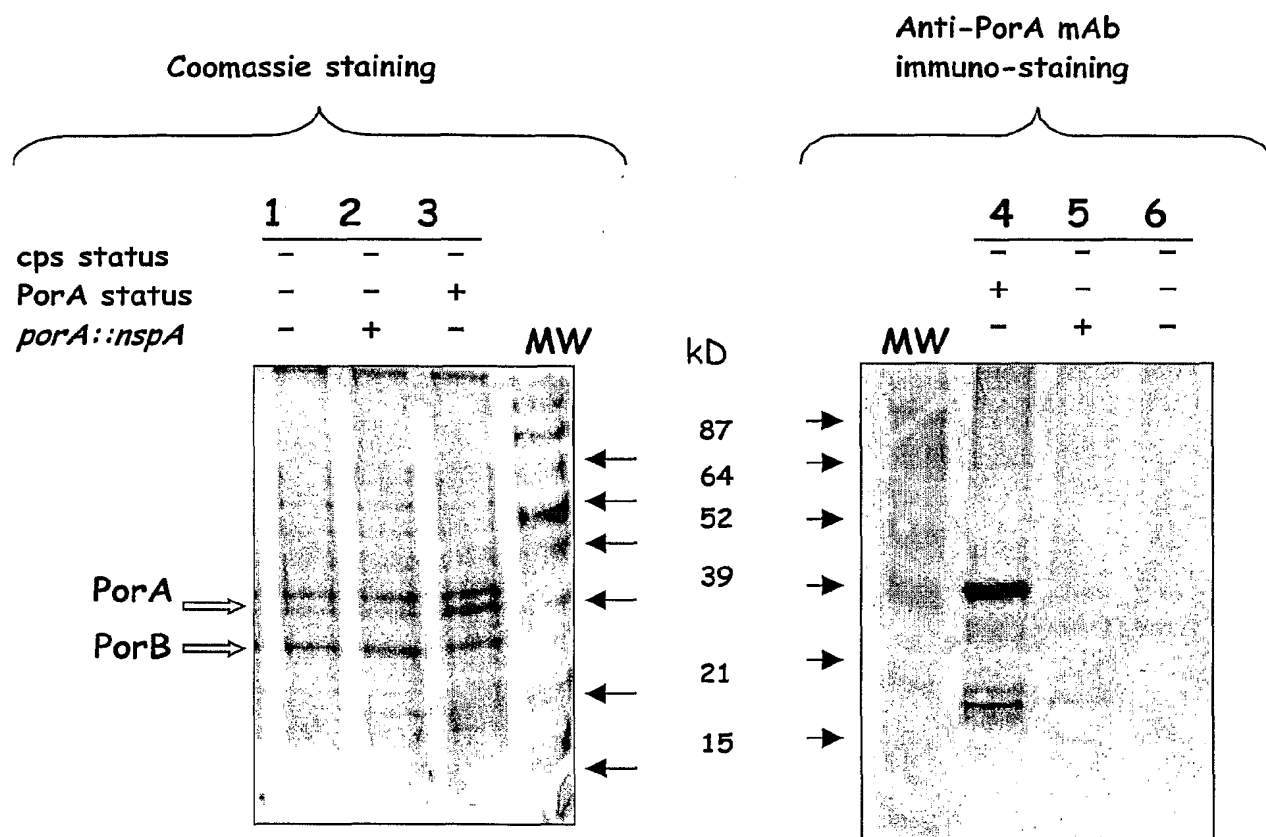 Coomassie staining
Anti-PorA mAb
immuno-staining
1 2 3
cps status - - -
PorA status - - +
porA::nspA - + -
MW
kD
4 5 6
- - -
+ - -
- + -
MW
87
64
52
39
21
15
PorA
PorB